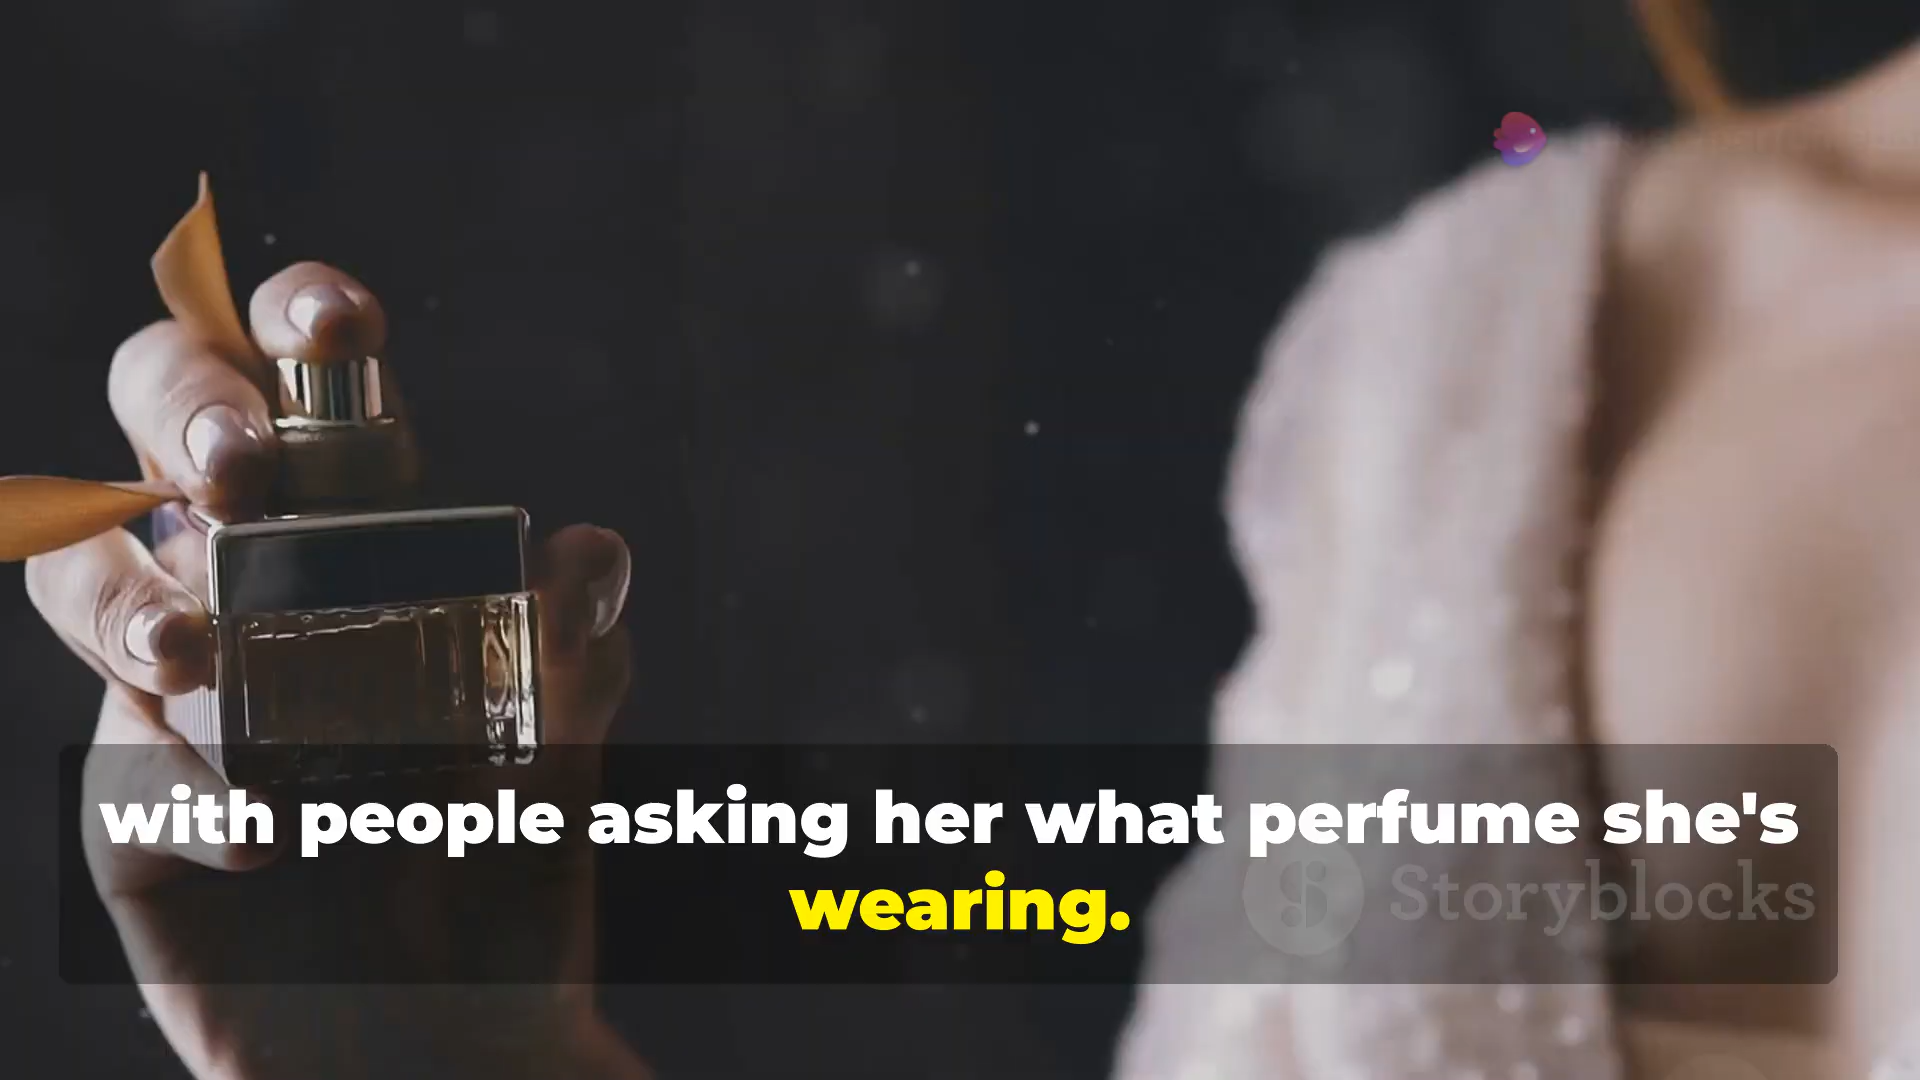 with people asking her what perfume she's
wearing.
Storyblocks